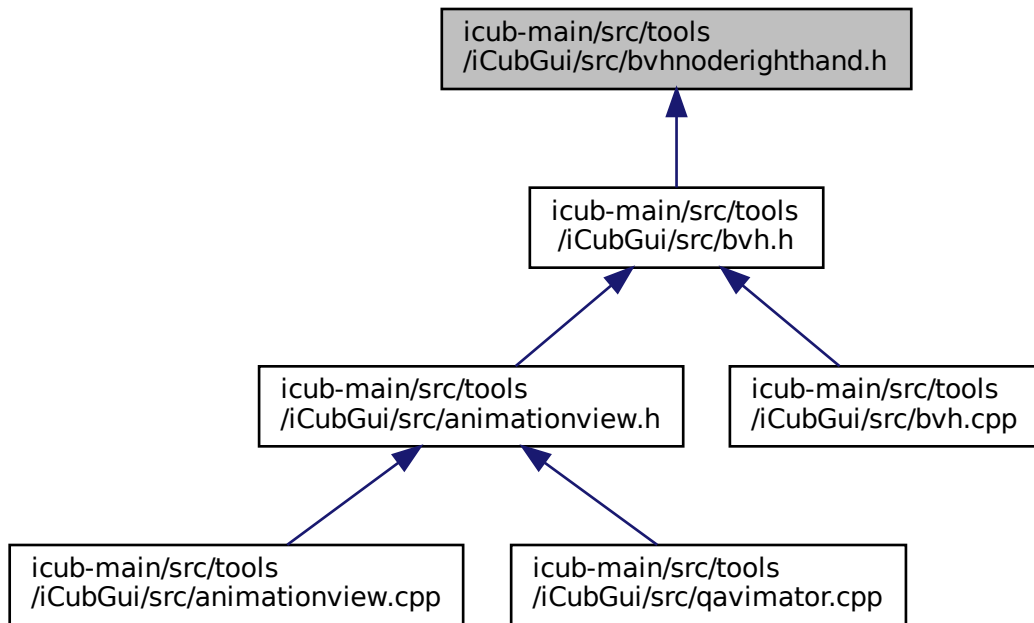 icub-main/src/tools
/iCubGui/src/bvhnoderighthand.h
icub-main/src/tools
/iCubGui/src/bvh.h
icub-main/src/tools
/iCubGui/src/animationview.h
icub-main/src/tools
/iCubGui/src/bvh.cpp
icub-main/src/tools
/iCubGui/src/animationview.cpp
icub-main/src/tools
/iCubGui/src/qavimator.cpp